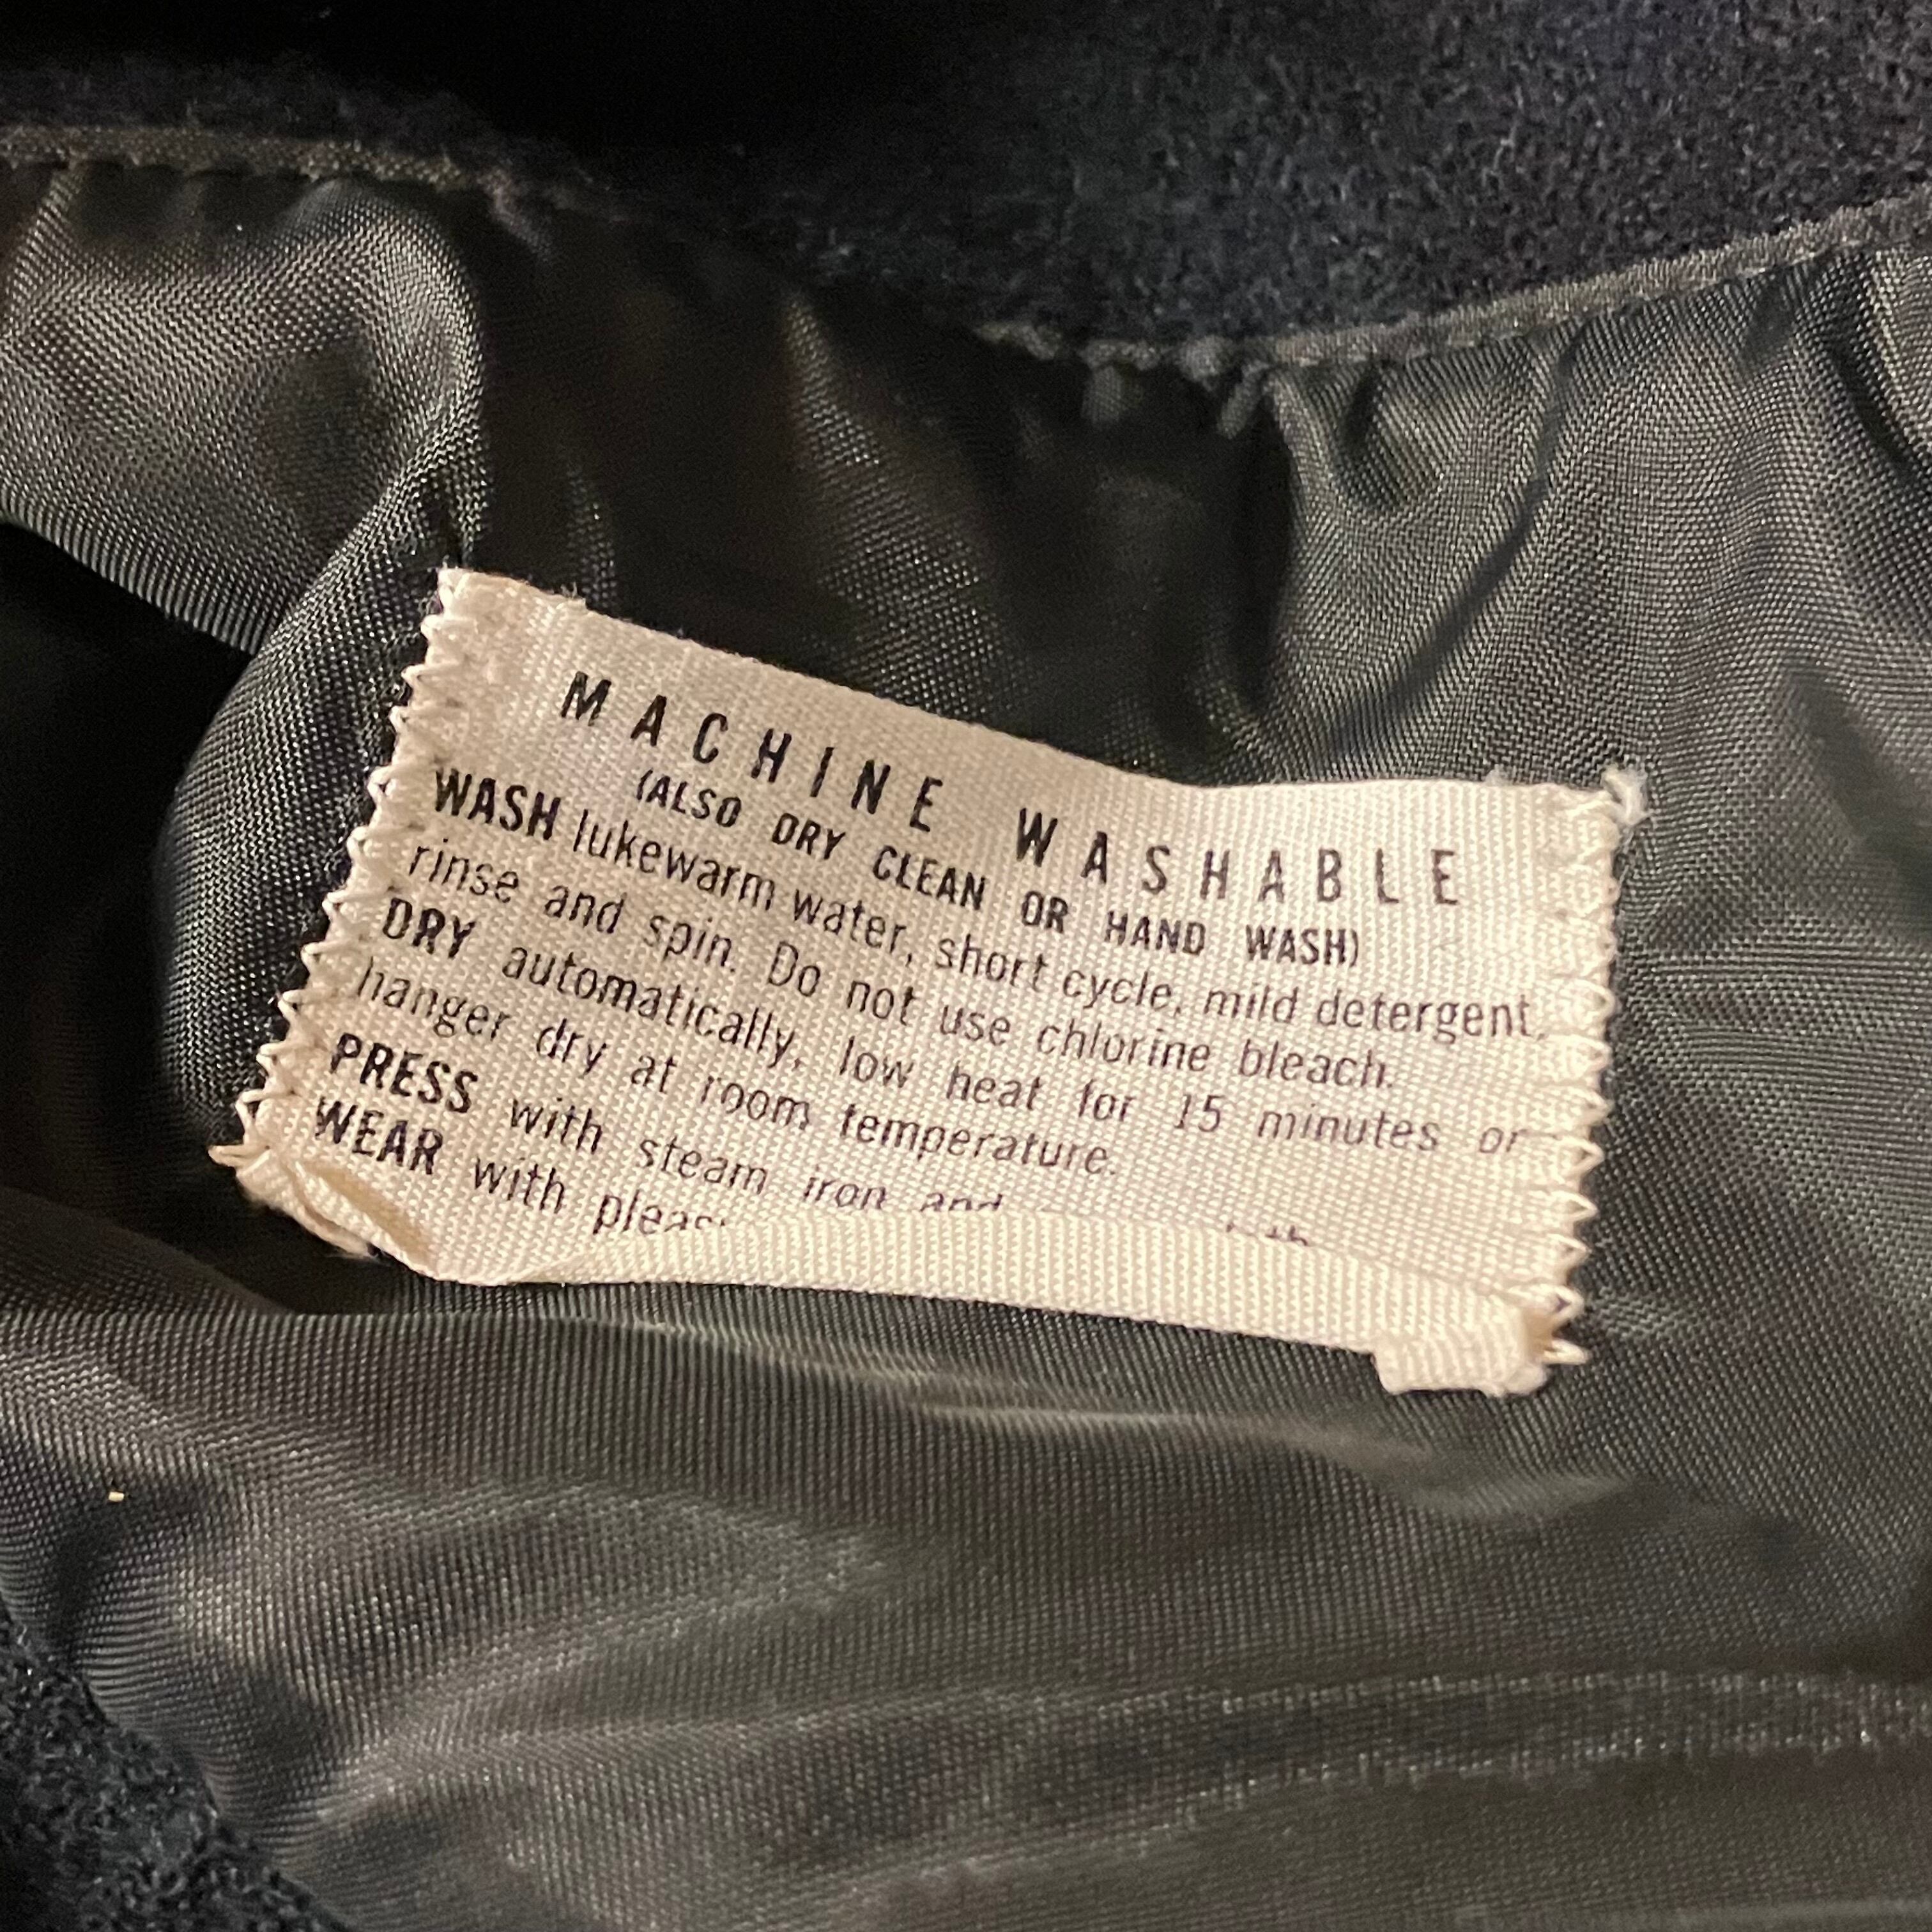 MACHINE WASHABLE
(ALSO DRY CLEAN OR HAND WASH)
WASH lukewarm water, short cycle, mild detergent,
rinse and spin. Do not use chlorine bleach.
DRY automatically, low heat for 15 minutes or
hanger dry at room temperature.
PRESS with steam iron and
WEAR with